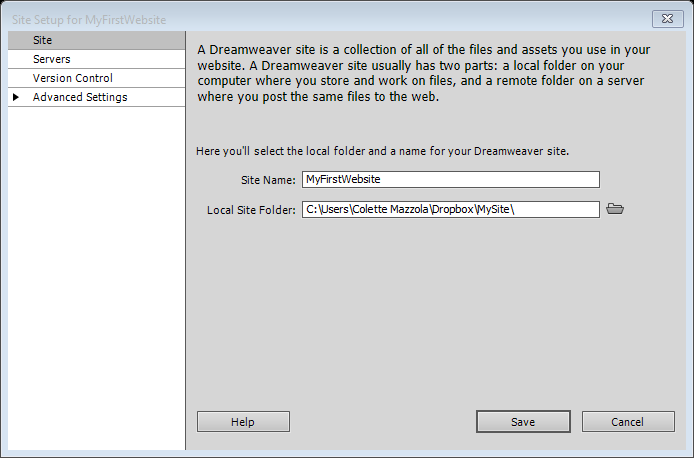 Site Setup for MyFirstWebsite
Site
Servers
Version Control
Advanced Settings
A Dreamweaver site is a collection of all of the files and assets you use in your
website. A Dreamweaver site usually has two parts: a local folder on your
computer where you store and work on files, and a remote folder on a server
where you post the same files to the web.
Here you'll select the local folder and a name for your Dreamweaver site.
Site Name: MyFirstWebsite
Local Site Folder: C:\Users\Colette Mazzola\Dropbox\MySite\
Help Save Cancel